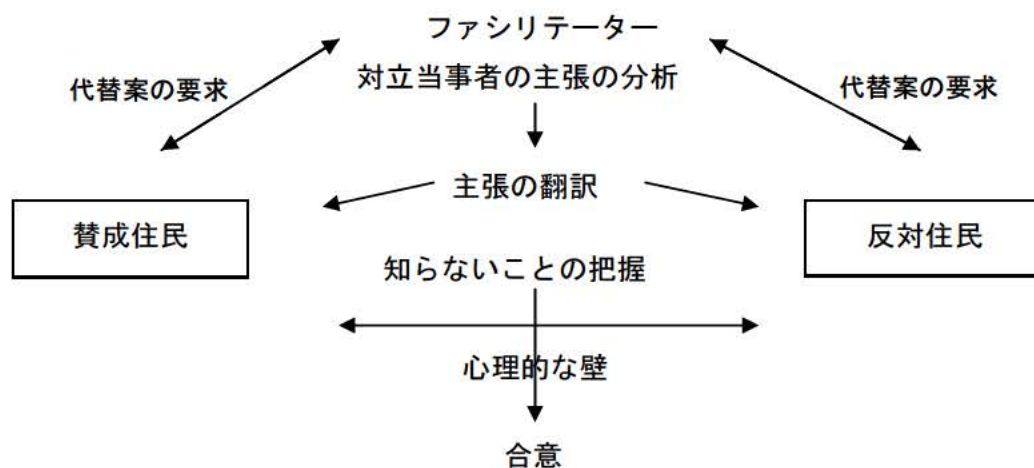 ファシリテーター
対立当事者の主張の分析
代替案の要求
代替案の要求
主張の翻訳
賛成住民
反対住民
知らないことの把握
心理的な壁
合意